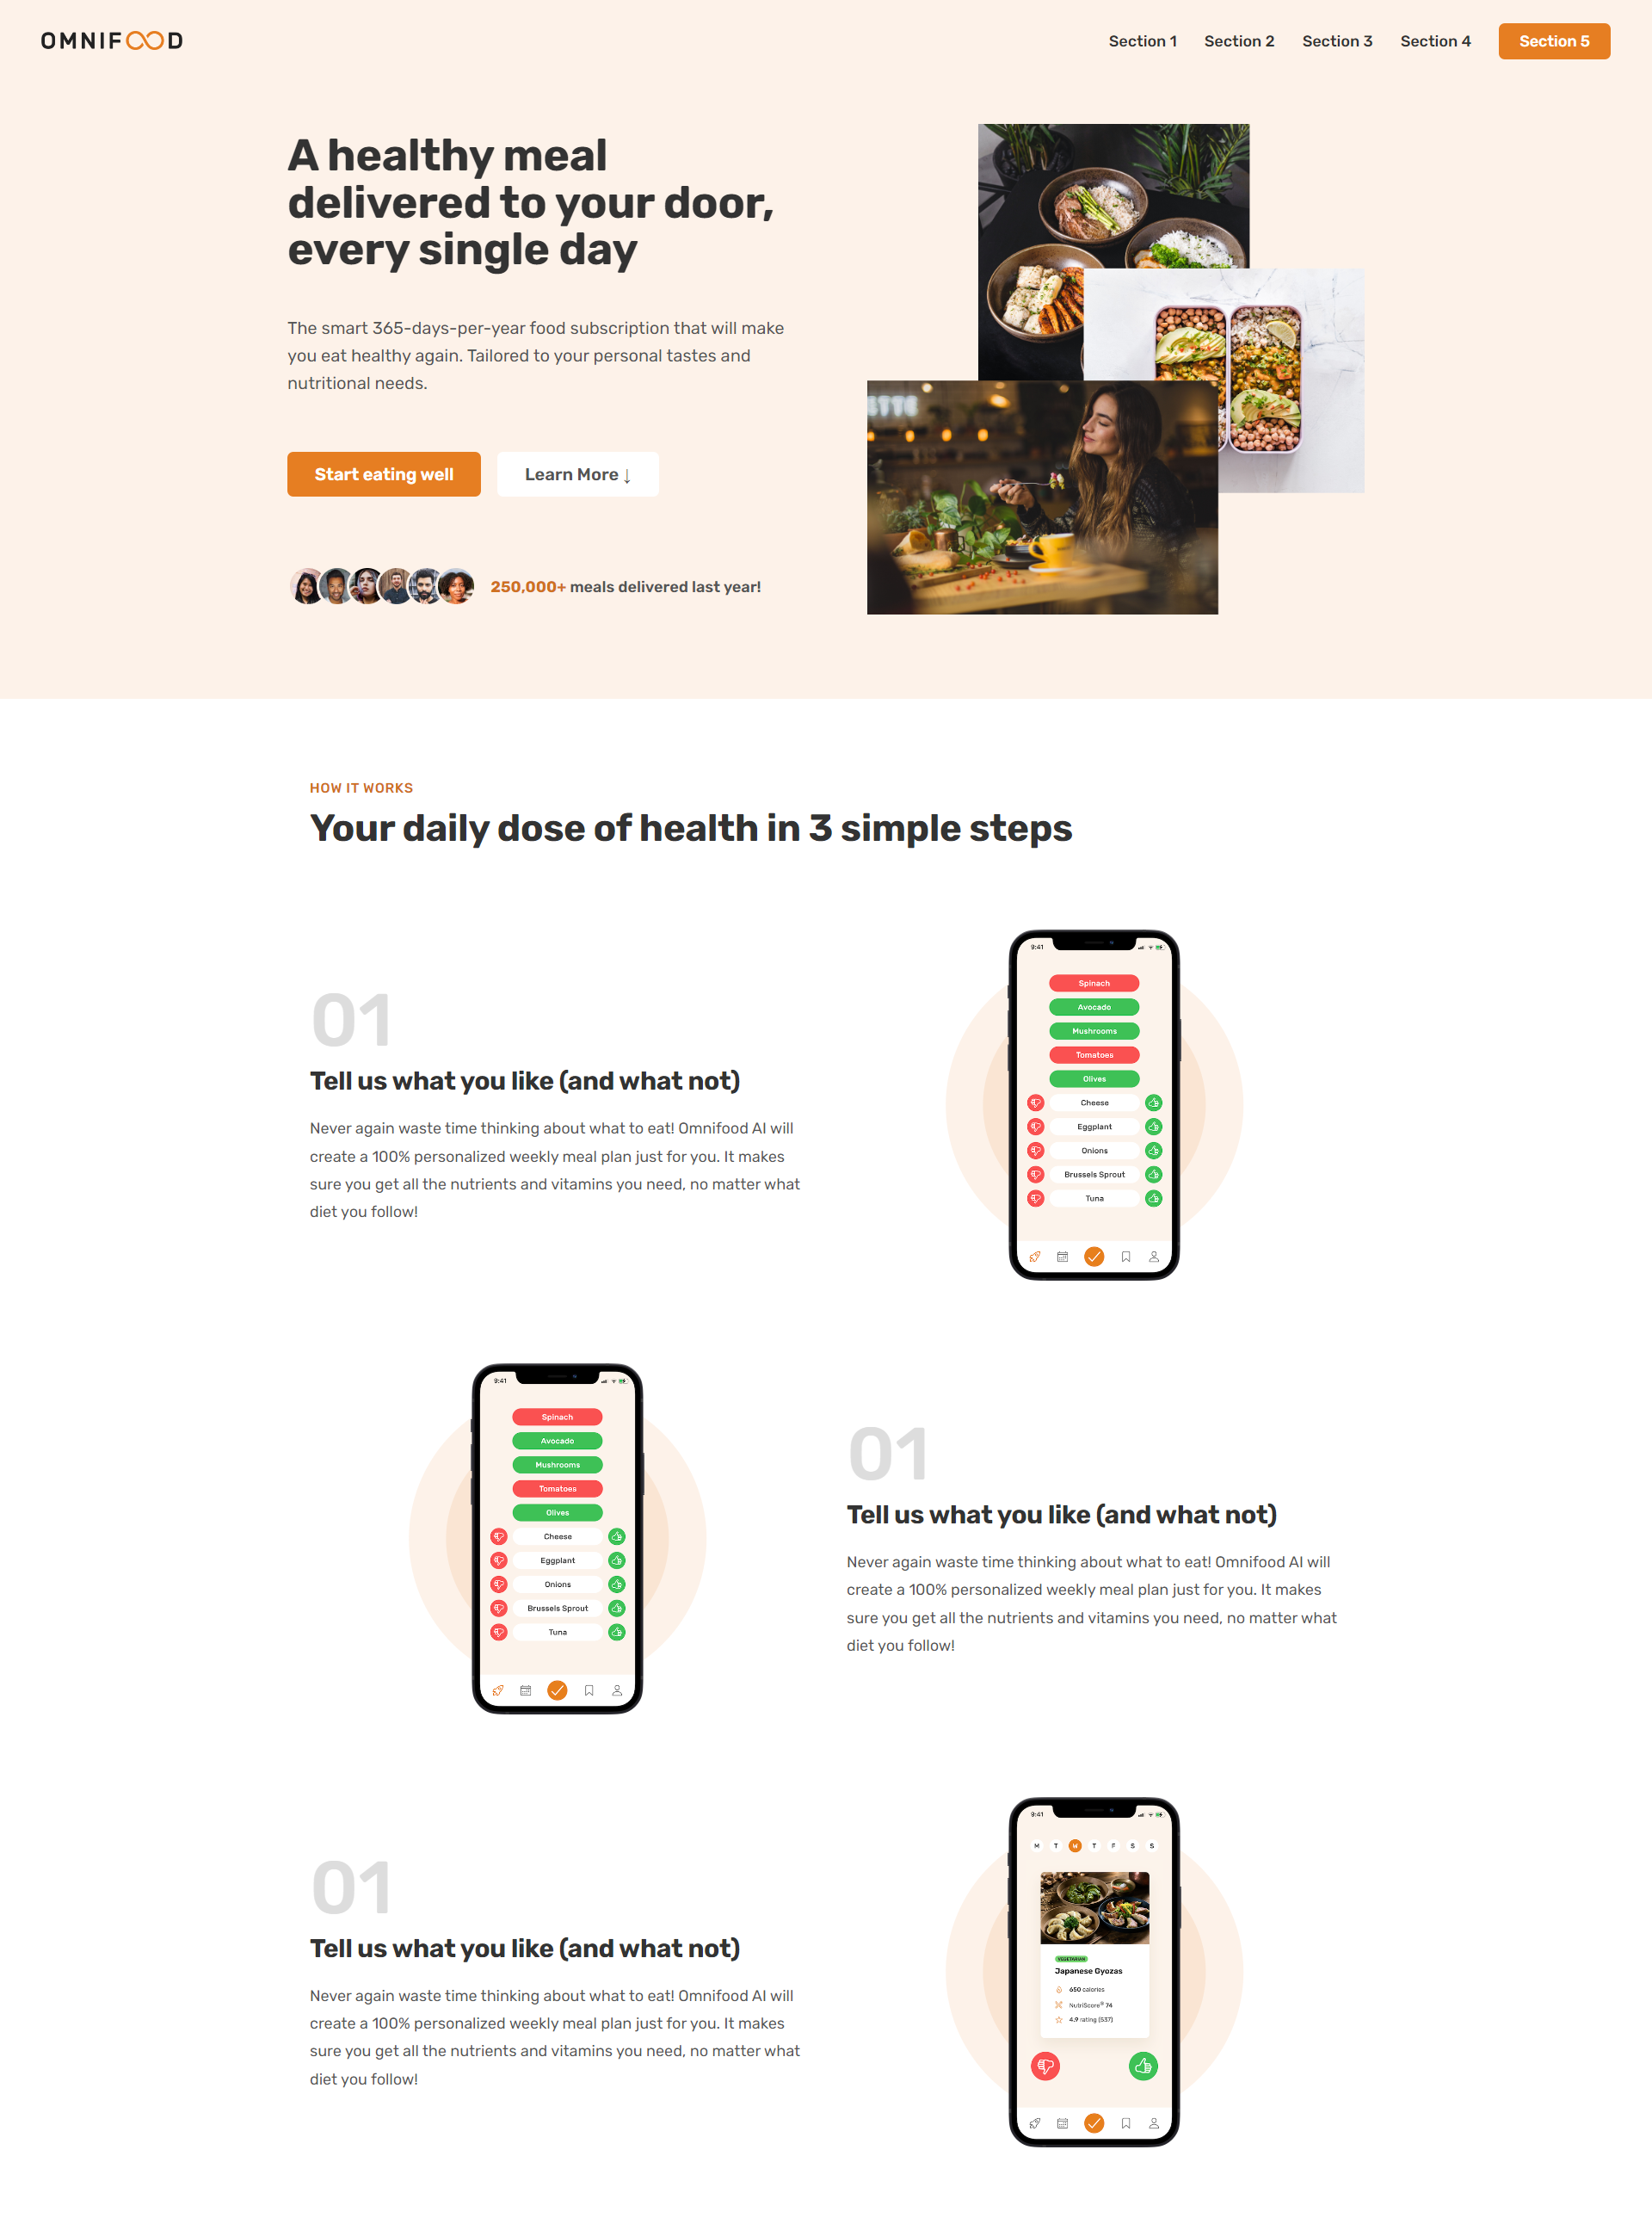 OMNIFOOD
Section 1
Section 2
Section 3
Section 4
Section 5
A healthy meal
delivered to your door,
every single day
The smart 365-days-per-year food subscription that will make
you eat healthy again. Tailored to your personal tastes and
nutritional needs.
Start eating well
Learn More ↓
250,000+ meals delivered last year!
HOW IT WORKS
Your daily dose of health in 3 simple steps
01
Tell us what you like (and what not)
Never again waste time thinking about what to eat! Omnifood AI will
create a 100% personalized weekly meal plan just for you. It makes
sure you get all the nutrients and vitamins you need, no matter what
diet you follow!
9:41
Spinach
Avocado
Mushrooms
Tomatoes
Olives
Cheese
Eggplant
Onions
Brussels Sprout
Tuna
9:41
Spinach
Avocado
Mushrooms
Tomatoes
Olives
Cheese
Eggplant
Onions
Brussels Sprout
Tuna
01
Tell us what you like (and what not)
Never again waste time thinking about what to eat! Omnifood AI will
create a 100% personalized weekly meal plan just for you. It makes
sure you get all the nutrients and vitamins you need, no matter what
diet you follow!
01
Tell us what you like (and what not)
Never again waste time thinking about what to eat! Omnifood AI will
create a 100% personalized weekly meal plan just for you. It makes
sure you get all the nutrients and vitamins you need, no matter what
diet you follow!
9:41
M T W T F S S
VEGETARIAN
Japanese Gyozas
650 calories
NutriScore® 74
4.9 rating (537)